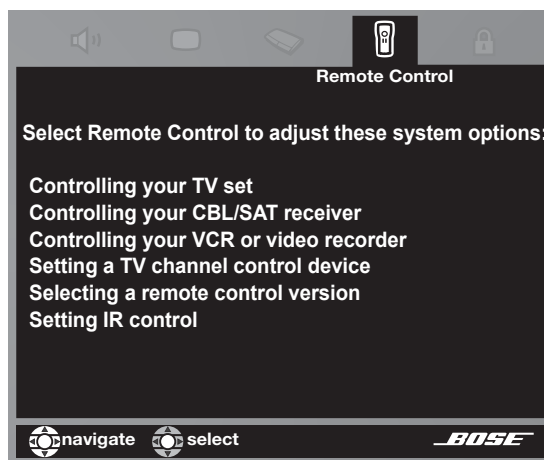 Remote Control
Select Remote Control to adjust these system options:
Controlling your TV set
Controlling your CBL/SAT receiver
Controlling your VCR or video recorder
Setting a TV channel control device
Selecting a remote control version
Setting IR control
navigate select BOSE